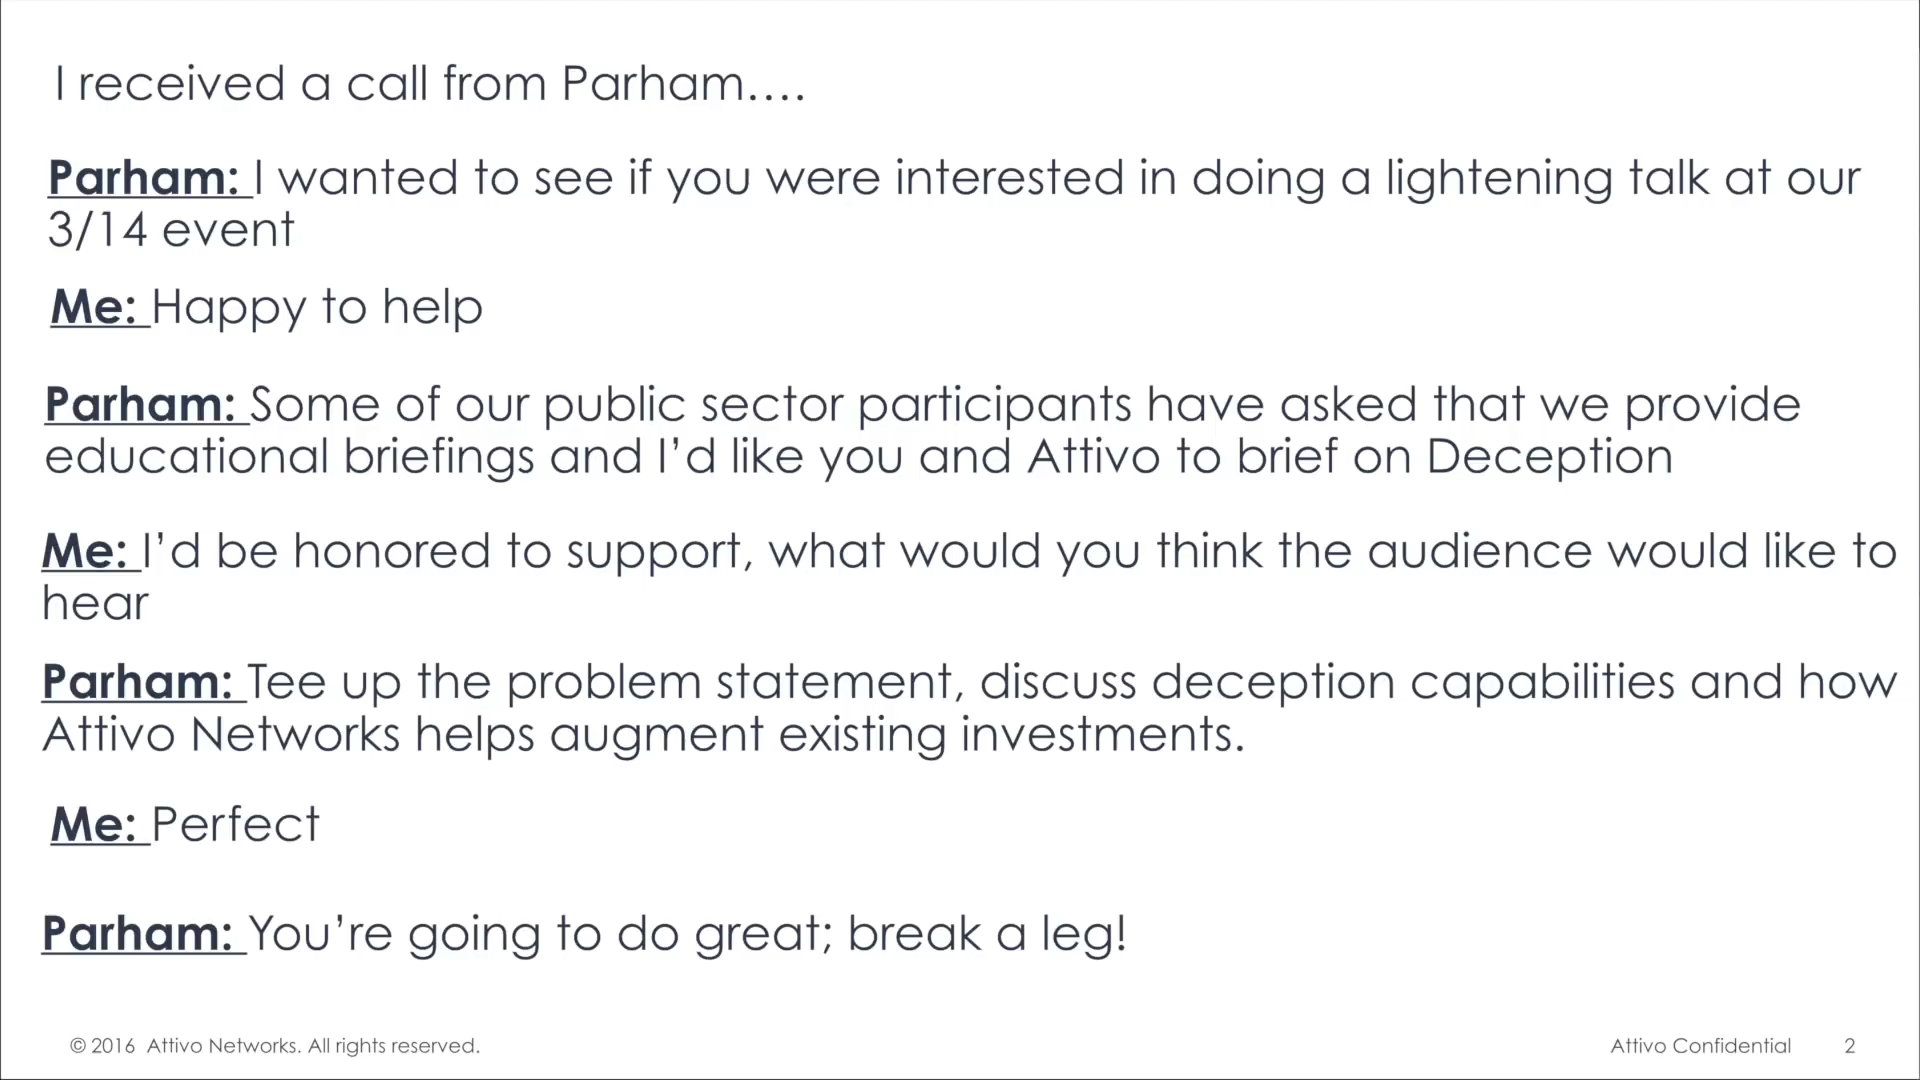 I received a call from Parham....
Parham: I wanted to see if you were interested in doing a lightening talk at our
3/14 event
Me: Happy to help
Parham: Some of our public sector participants have asked that we provide
educational briefings and I’d like you and Attivo to brief on Deception
Me: I’d be honored to support, what would you think the audience would like to
hear
Parham: Tee up the problem statement, discuss deception capabilities and how
Attivo Networks helps augment existing investments.
Me: Perfect
Parham: You’re going to do great; break a leg!
© 2016 Attivo Networks. All rights reserved. Attivo Confidential 2